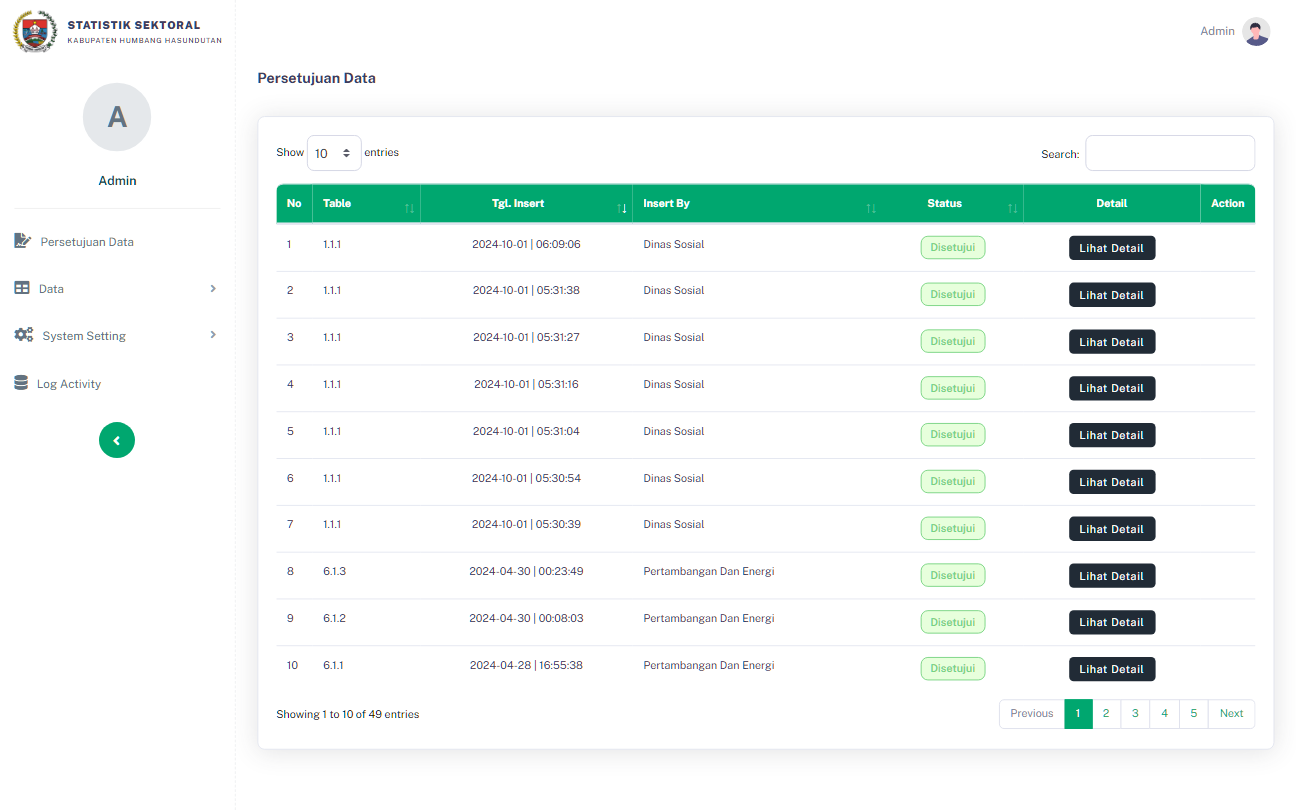 STATISTIK SEKTORAL
KABUPATEN HUMBANG HASUNDUTAN
A
Admin
Persetujuan Data
Data
System Setting
Log Activity
Admin
Persetujuan Data
Show 10 entries
Search:
No Table Tgl. Insert Insert By Status Detail Action
1 1.1.1 2024-10-01 | 06:09:06 Dinas Sosial Disetujui Lihat Detail
2 1.1.1 2024-10-01 | 05:31:38 Dinas Sosial Disetujui Lihat Detail
3 1.1.1 2024-10-01 | 05:31:27 Dinas Sosial Disetujui Lihat Detail
4 1.1.1 2024-10-01 | 05:31:16 Dinas Sosial Disetujui Lihat Detail
5 1.1.1 2024-10-01 | 05:31:04 Dinas Sosial Disetujui Lihat Detail
6 1.1.1 2024-10-01 | 05:30:54 Dinas Sosial Disetujui Lihat Detail
7 1.1.1 2024-10-01 | 05:30:39 Dinas Sosial Disetujui Lihat Detail
8 6.1.3 2024-04-30 | 00:23:49 Pertambangan Dan Energi Disetujui Lihat Detail
9 6.1.2 2024-04-30 | 00:08:03 Pertambangan Dan Energi Disetujui Lihat Detail
10 6.1.1 2024-04-28 | 16:55:38 Pertambangan Dan Energi Disetujui Lihat Detail
Showing 1 to 10 of 49 entries
Previous 1 2 3 4 5 Next